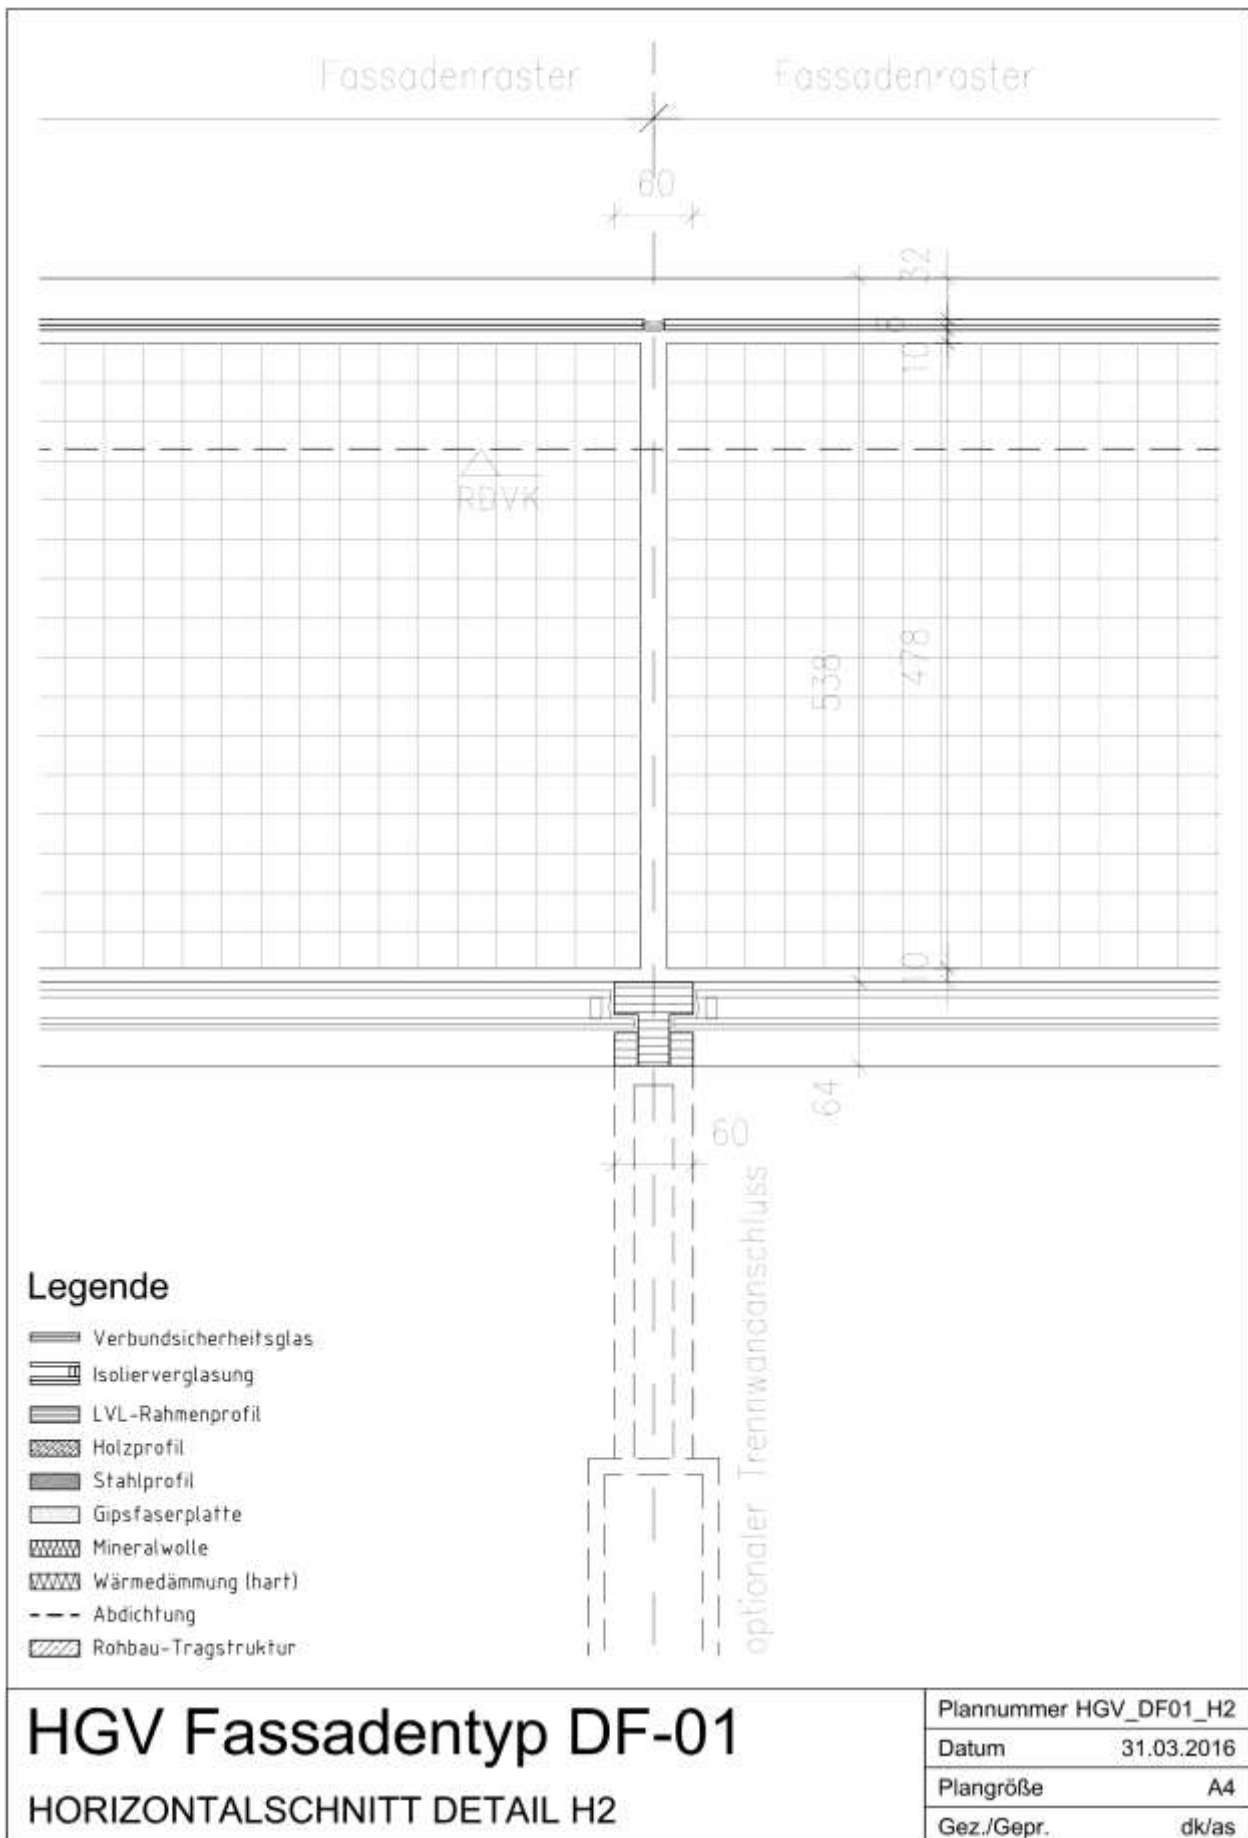 Fassadenraster
Fassadenraster
60
32
10
RDVK
538
478
10
64
60
optionaler Trennwandanschluss
Legende
Verbundsicherheitsglas
Isolierverglasung
LVL-Rahmenprofil
Holzprofil
Stahlprofil
Gipsfaserplatte
Mineralwolle
Wärmedämmung (hart)
Abdichtung
Rohbau-Tragstruktur
HGV Fassadentyp DF-01
HORIZONTALSCHNITT DETAIL H2
Plannummer HGV_DF01_H2
Datum 31.03.2016
Plangröße A4
Gez./Gepr. dk/as